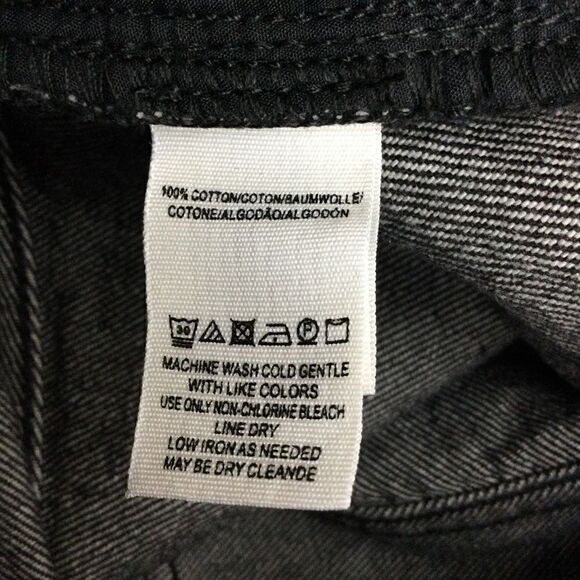 100% COTTON/COTON/BAUMWOLLE/
COTONE/ALGODÃO/ALGODÓN
30 P
MACHINE WASH COLD GENTLE
WITH LIKE COLORS
USE ONLY NON-CHLORINE BLEACH
LINE DRY
LOW IRON AS NEEDED
MAY BE DRY CLEANDE